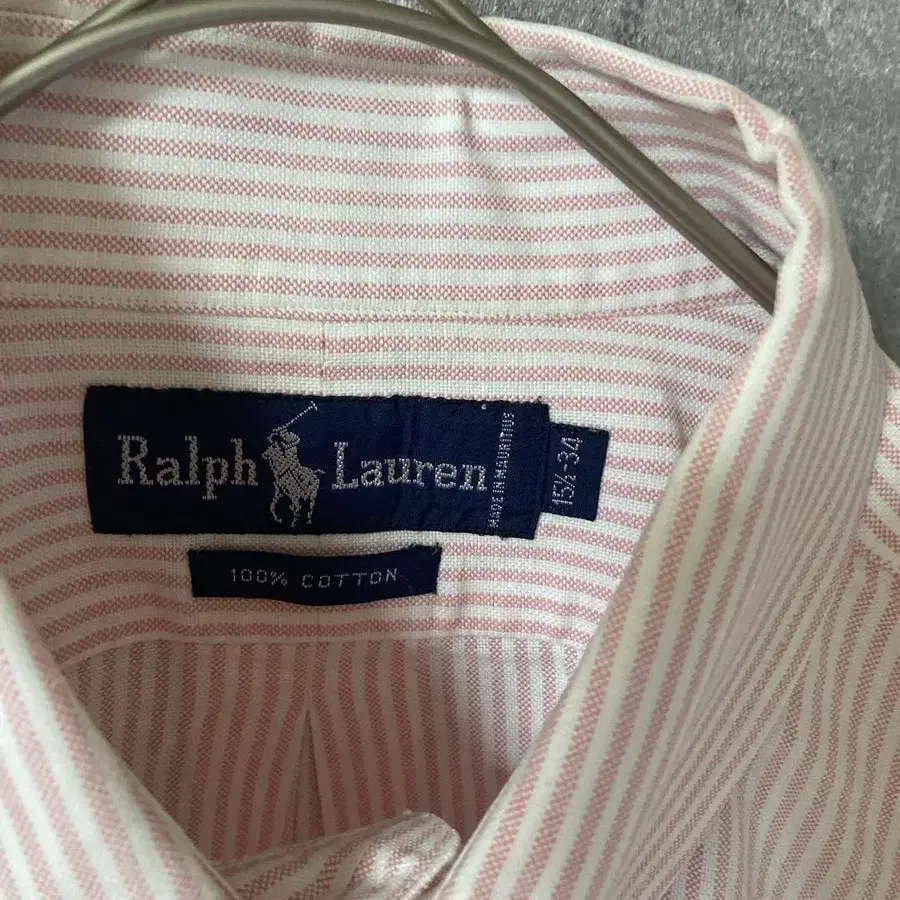 Ralph Lauren
MADE IN MAURITIUS
15½-34
100% COTTON